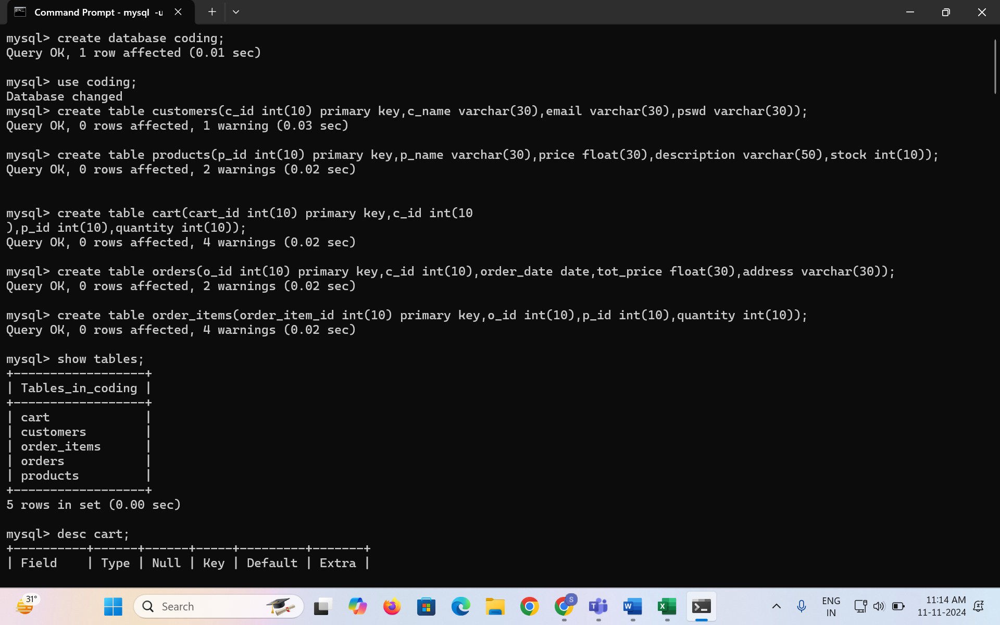 Command Prompt - mysql -u
mysql> create database coding;
Query OK, 1 row affected (0.01 sec)
mysql> use coding;
Database changed
mysql> create table customers(c_id int(10) primary key,c_name varchar(30),email varchar(30),pswd varchar(30));
Query OK, 0 rows affected, 1 warning (0.03 sec)
mysql> create table products(p_id int(10) primary key,p_name varchar(30),price float(30),description varchar(50),stock int(10));
Query OK, 0 rows affected, 2 warnings (0.02 sec)
mysql> create table cart(cart_id int(10) primary key,c_id int(10
),p_id int(10),quantity int(10));
Query OK, 0 rows affected, 4 warnings (0.02 sec)
mysql> create table orders(o_id int(10) primary key,c_id int(10),order_date date,tot_price float(30),address varchar(30));
Query OK, 0 rows affected, 2 warnings (0.02 sec)
mysql> create table order_items(order_item_id int(10) primary key,o_id int(10),p_id int(10),quantity int(10));
Query OK, 0 rows affected, 4 warnings (0.02 sec)
mysql> show tables;
+------------------+
| Tables_in_coding |
+------------------+
| cart             |
| customers        |
| order_items      |
| orders           |
| products         |
+------------------+
5 rows in set (0.00 sec)
mysql> desc cart;
+----------+------+------+-----+---------+-------+
| Field    | Type | Null | Key | Default | Extra |
31°
Search
S
ENG
IN
11:14 AM
11-11-2024